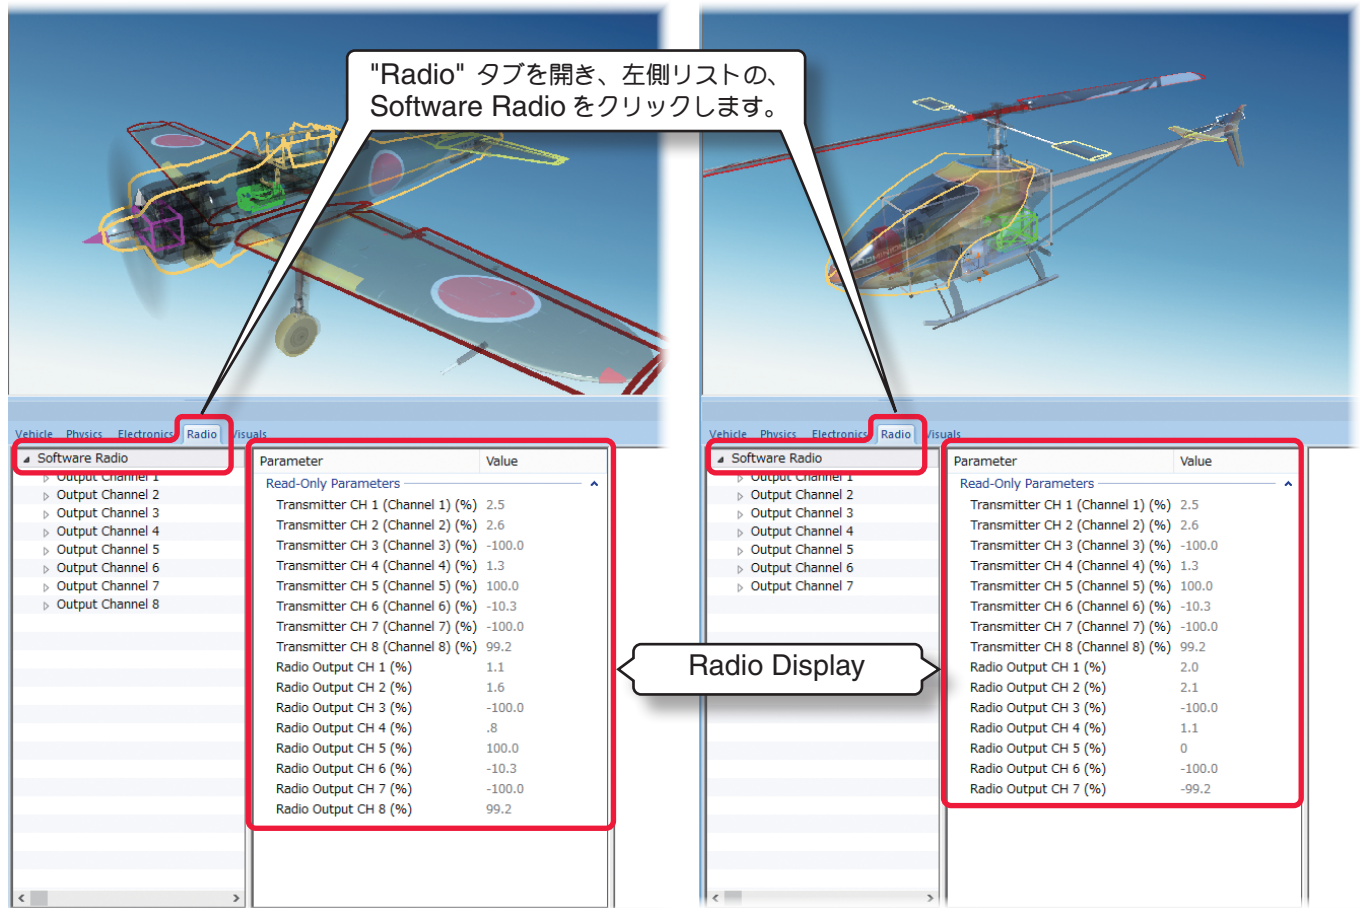 "Radio" タブを開き、左側リストの、
Software Radio をクリックします。
Vehicle Physics Electronics Radio Visuals
Software Radio
Output Channel 1
Output Channel 2
Output Channel 3
Output Channel 4
Output Channel 5
Output Channel 6
Output Channel 7
Output Channel 8
Parameter Value
Read-Only Parameters
Transmitter CH 1 (Channel 1) (%) 2.5
Transmitter CH 2 (Channel 2) (%) 2.6
Transmitter CH 3 (Channel 3) (%) -100.0
Transmitter CH 4 (Channel 4) (%) 1.3
Transmitter CH 5 (Channel 5) (%) 100.0
Transmitter CH 6 (Channel 6) (%) -10.3
Transmitter CH 7 (Channel 7) (%) -100.0
Transmitter CH 8 (Channel 8) (%) 99.2
Radio Output CH 1 (%) 1.1
Radio Output CH 2 (%) 1.6
Radio Output CH 3 (%) -100.0
Radio Output CH 4 (%) .8
Radio Output CH 5 (%) 100.0
Radio Output CH 6 (%) -10.3
Radio Output CH 7 (%) -100.0
Radio Output CH 8 (%) 99.2
Radio Display
Vehicle Physics Electronics Radio Visuals
Software Radio
Output Channel 1
Output Channel 2
Output Channel 3
Output Channel 4
Output Channel 5
Output Channel 6
Output Channel 7
Parameter Value
Read-Only Parameters
Transmitter CH 1 (Channel 1) (%) 2.5
Transmitter CH 2 (Channel 2) (%) 2.6
Transmitter CH 3 (Channel 3) (%) -100.0
Transmitter CH 4 (Channel 4) (%) 1.3
Transmitter CH 5 (Channel 5) (%) 100.0
Transmitter CH 6 (Channel 6) (%) -10.3
Transmitter CH 7 (Channel 7) (%) -100.0
Transmitter CH 8 (Channel 8) (%) 99.2
Radio Output CH 1 (%) 2.0
Radio Output CH 2 (%) 2.1
Radio Output CH 3 (%) -100.0
Radio Output CH 4 (%) 1.1
Radio Output CH 5 (%) 0
Radio Output CH 6 (%) -100.0
Radio Output CH 7 (%) -99.2